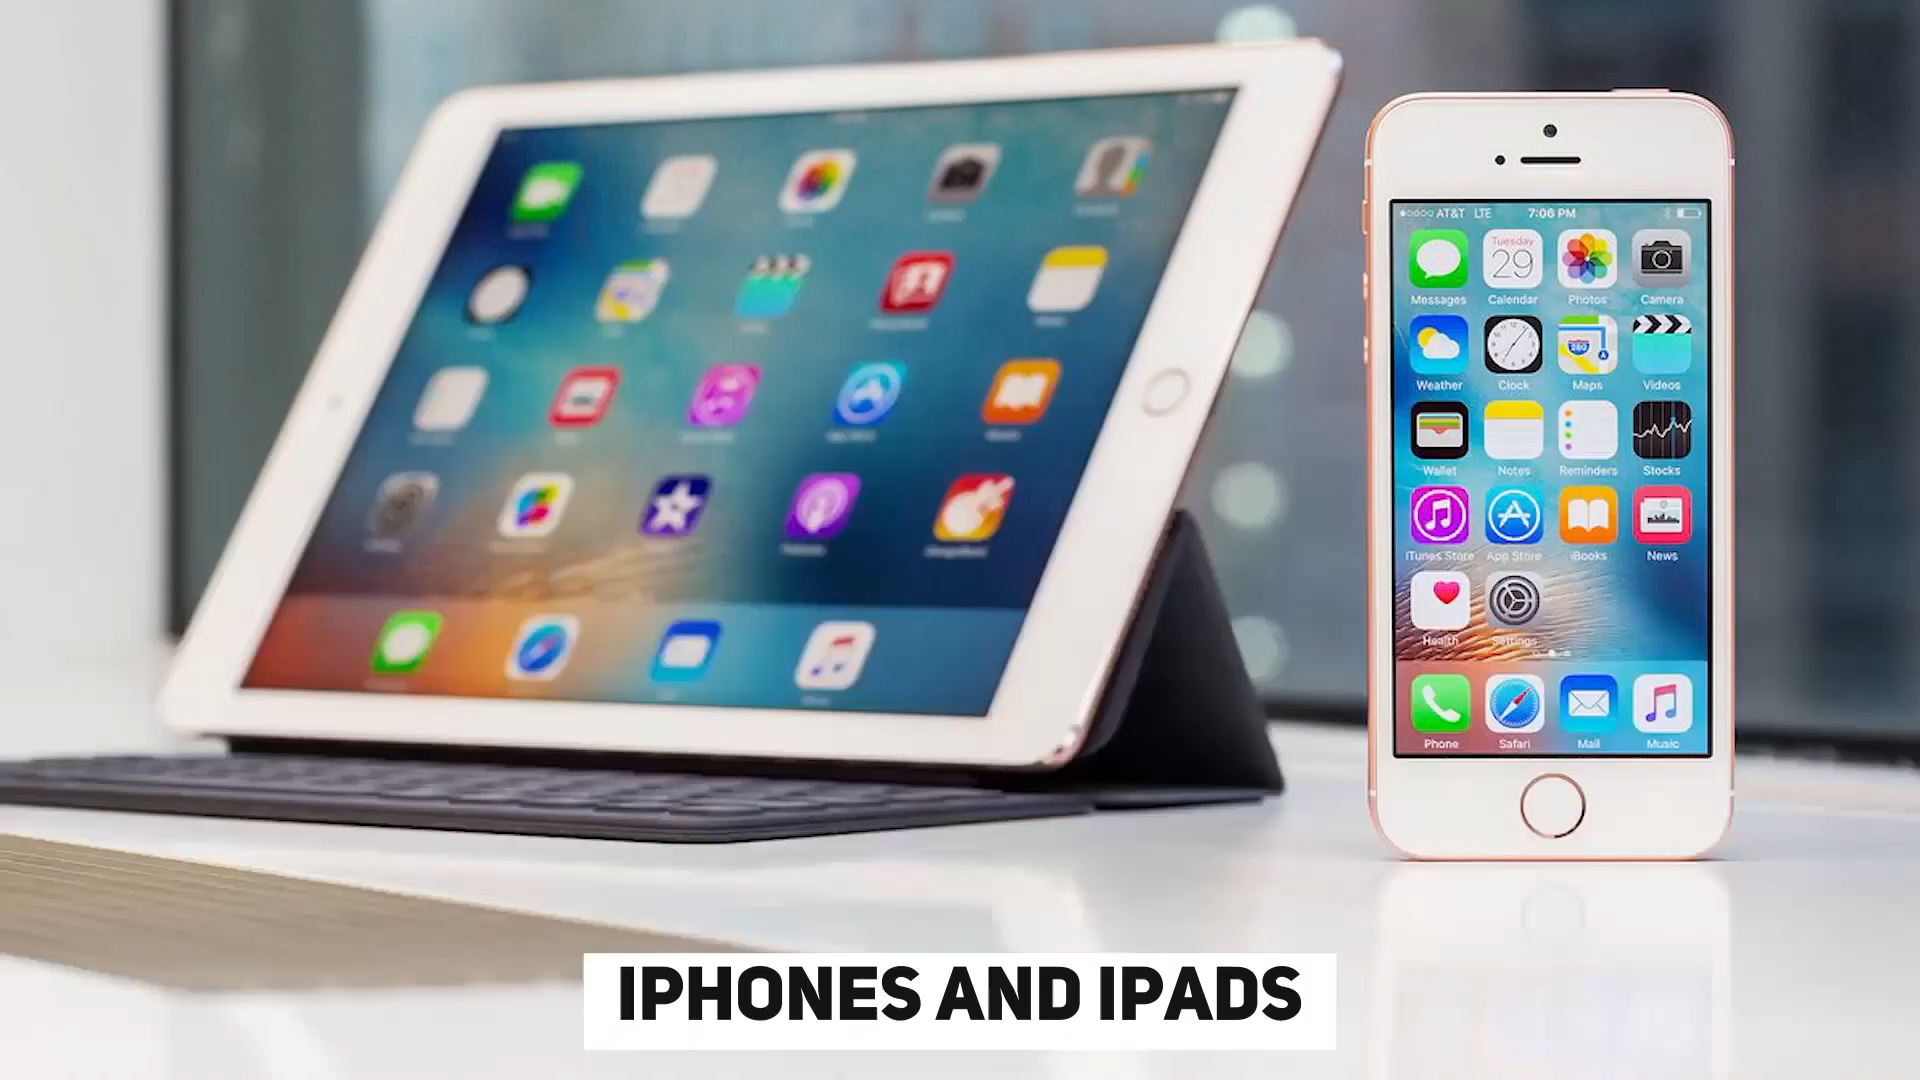 ●○○○○ AT&T LTE 7:06 PM
Tuesday
29
Messages Calendar Photos Camera
280
Weather Clock Maps Videos
Wallet Notes Reminders Stocks
iTunes Store App Store iBooks News
Health Settings
Phone Safari Mail Music
IPHONES AND IPADS